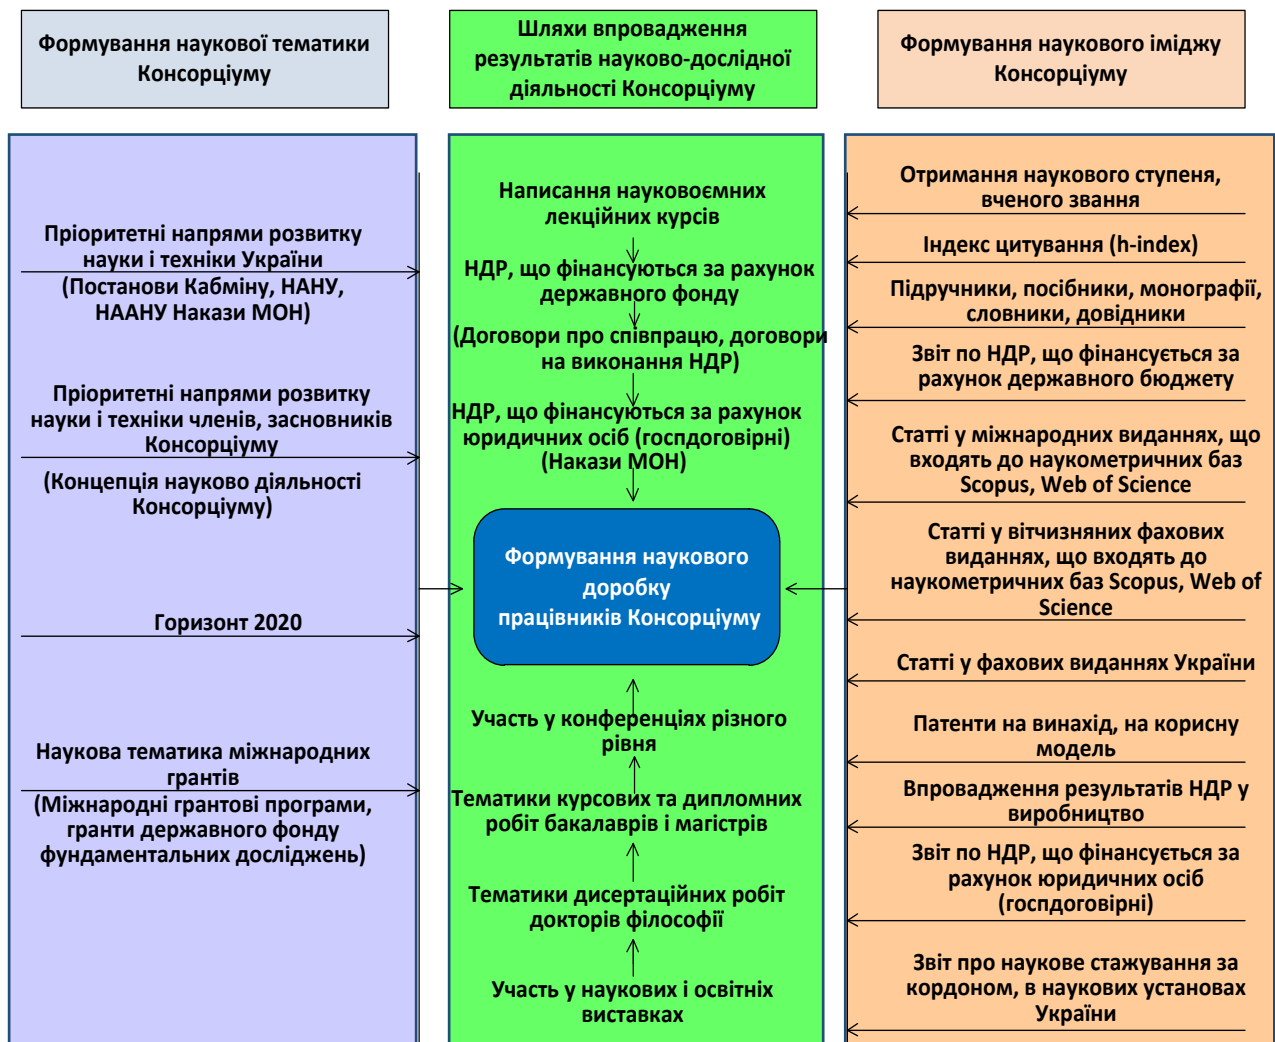 Формування наукової тематики
Консорціуму
Шляхи впровадження
результатів науково-дослідної
діяльності Консорціуму
Формування наукового іміджу
Консорціуму
Пріоритетні напрями розвитку
науки і техніки України
(Постанови Кабміну, НАНУ,
НААНУ Накази МОН)
Пріоритетні напрями розвитку
науки і техніки членів, засновників
Консорціуму
(Концепція науково діяльності
Консорціуму)
Горизонт 2020
Наукова тематика міжнародних
грантів
(Міжнародні грантові програми,
гранти державного фонду
фундаментальних досліджень)
Написання науковоємних
лекційних курсів
НДР, що фінансуються за рахунок
державного фонду
(Договори про співпрацю, договори
на виконання НДР)
НДР, що фінансуються за рахунок
юридичних осіб (госпдоговірні)
(Накази МОН)
Формування наукового
доробку
працівників Консорціуму
Участь у конференціях різного
рівня
Тематики курсових та дипломних
робіт бакалаврів і магістрів
Тематики дисертаційних робіт
докторів філософії
Участь у наукових і освітніх
виставках
Отримання наукового ступеня,
вченого звання
Індекс цитування (h-index)
Підручники, посібники, монографії,
словники, довідники
Звіт по НДР, що фінансується за
рахунок державного бюджету
Статті у міжнародних виданнях, що
входять до наукометричних баз
Scopus, Web of Science
Статті у вітчизняних фахових
виданнях, що входять до
наукометричних баз Scopus, Web of
Science
Статті у фахових виданнях України
Патенти на винахід, на корисну
модель
Впровадження результатів НДР у
виробництво
Звіт по НДР, що фінансується за
рахунок юридичних осіб
(госпдоговірні)
Звіт про наукове стажування за
кордоном, в наукових установах
України